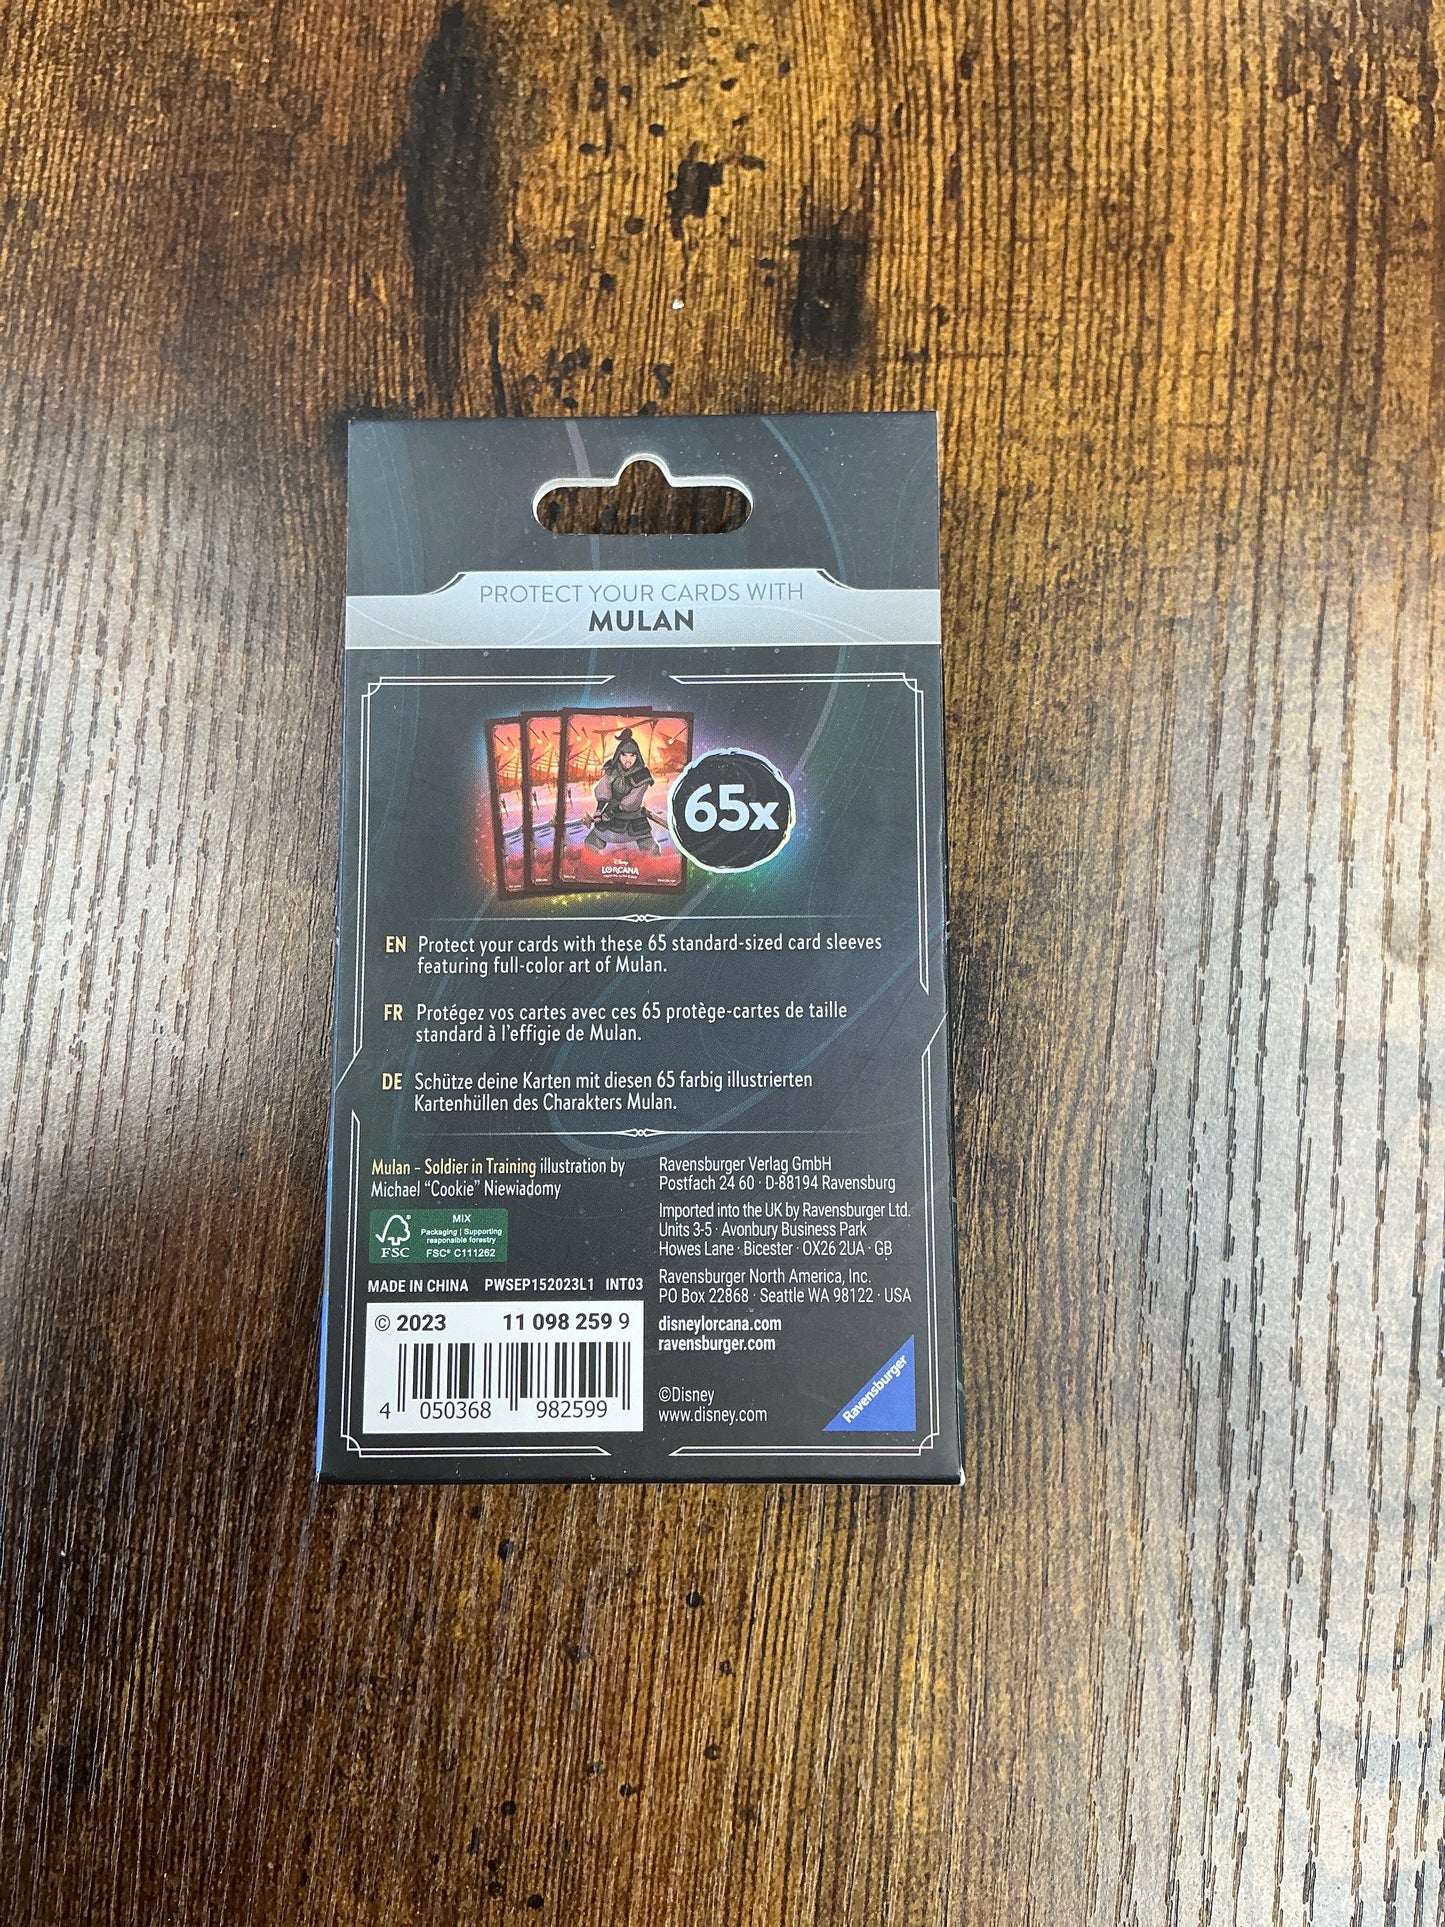 PROTECT YOUR CARDS WITH
MULAN
65x
Disney
LORCANA
EN Protect your cards with these 65 standard-sized card sleeves
featuring full-color art of Mulan.
FR Protégez vos cartes avec ces 65 protège-cartes de taille
standard à l'effigie de Mulan.
DE Schütze deine Karten mit diesen 65 farbig illustrierten
Kartenhüllen des Charakters Mulan.
Mulan – Soldier in Training illustration by
Michael “Cookie” Niewiadomy
FSC®
MIX
Packaging | Supporting
responsible forestry
FSC® C111262
MADE IN CHINA PWSEP152023L1 INT03
© 2023 11 098 259 9
4 050368 982599
Ravensburger Verlag GmbH
Postfach 24 60 · D-88194 Ravensburg
Imported into the UK by Ravensburger Ltd.
Units 3-5 · Avonbury Business Park
Howes Lane · Bicester · OX26 2UA · GB
Ravensburger North America, Inc.
PO Box 22868 · Seattle WA 98122 · USA
disneylorcana.com
ravensburger.com
©Disney
www.disney.com
Ravensburger